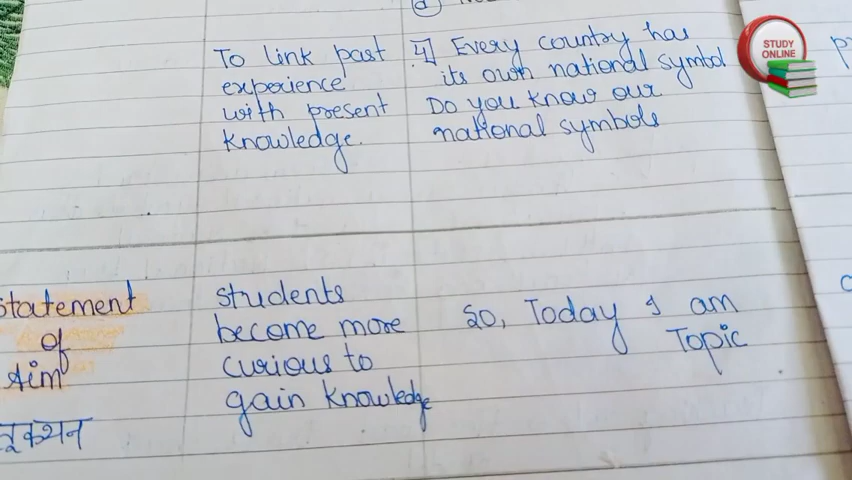 To link past
experience
with present
knowledge.
4] Every country has
its own national symbol
Do you know our
national symbols
STUDY
ONLINE
Statement
of
Aim
students
become more
curious to
gain knowledge
So, Today I am
Topic